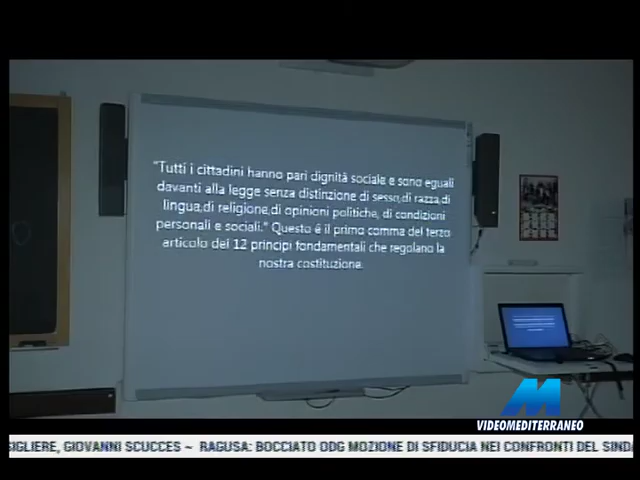 "Tutti i cittadini hanno pari dignità sociale e sono eguali
davanti alla legge senza distinzione di sesso,di razza,di
lingua,di religione,di opinioni politiche, di condizioni
personali e sociali." Questo è il primo comma del terzo
articolo dei 12 principi fondamentali che regolano la
nostra costituzione.
VIDEOMEDITERRANEO
IGLIERE, GIOVANNI SCUCCES ~ RAGUSA: BOCCIATO ODG MOZIONE DI SFIDUCIA NEI CONFRONTI DEL SIND